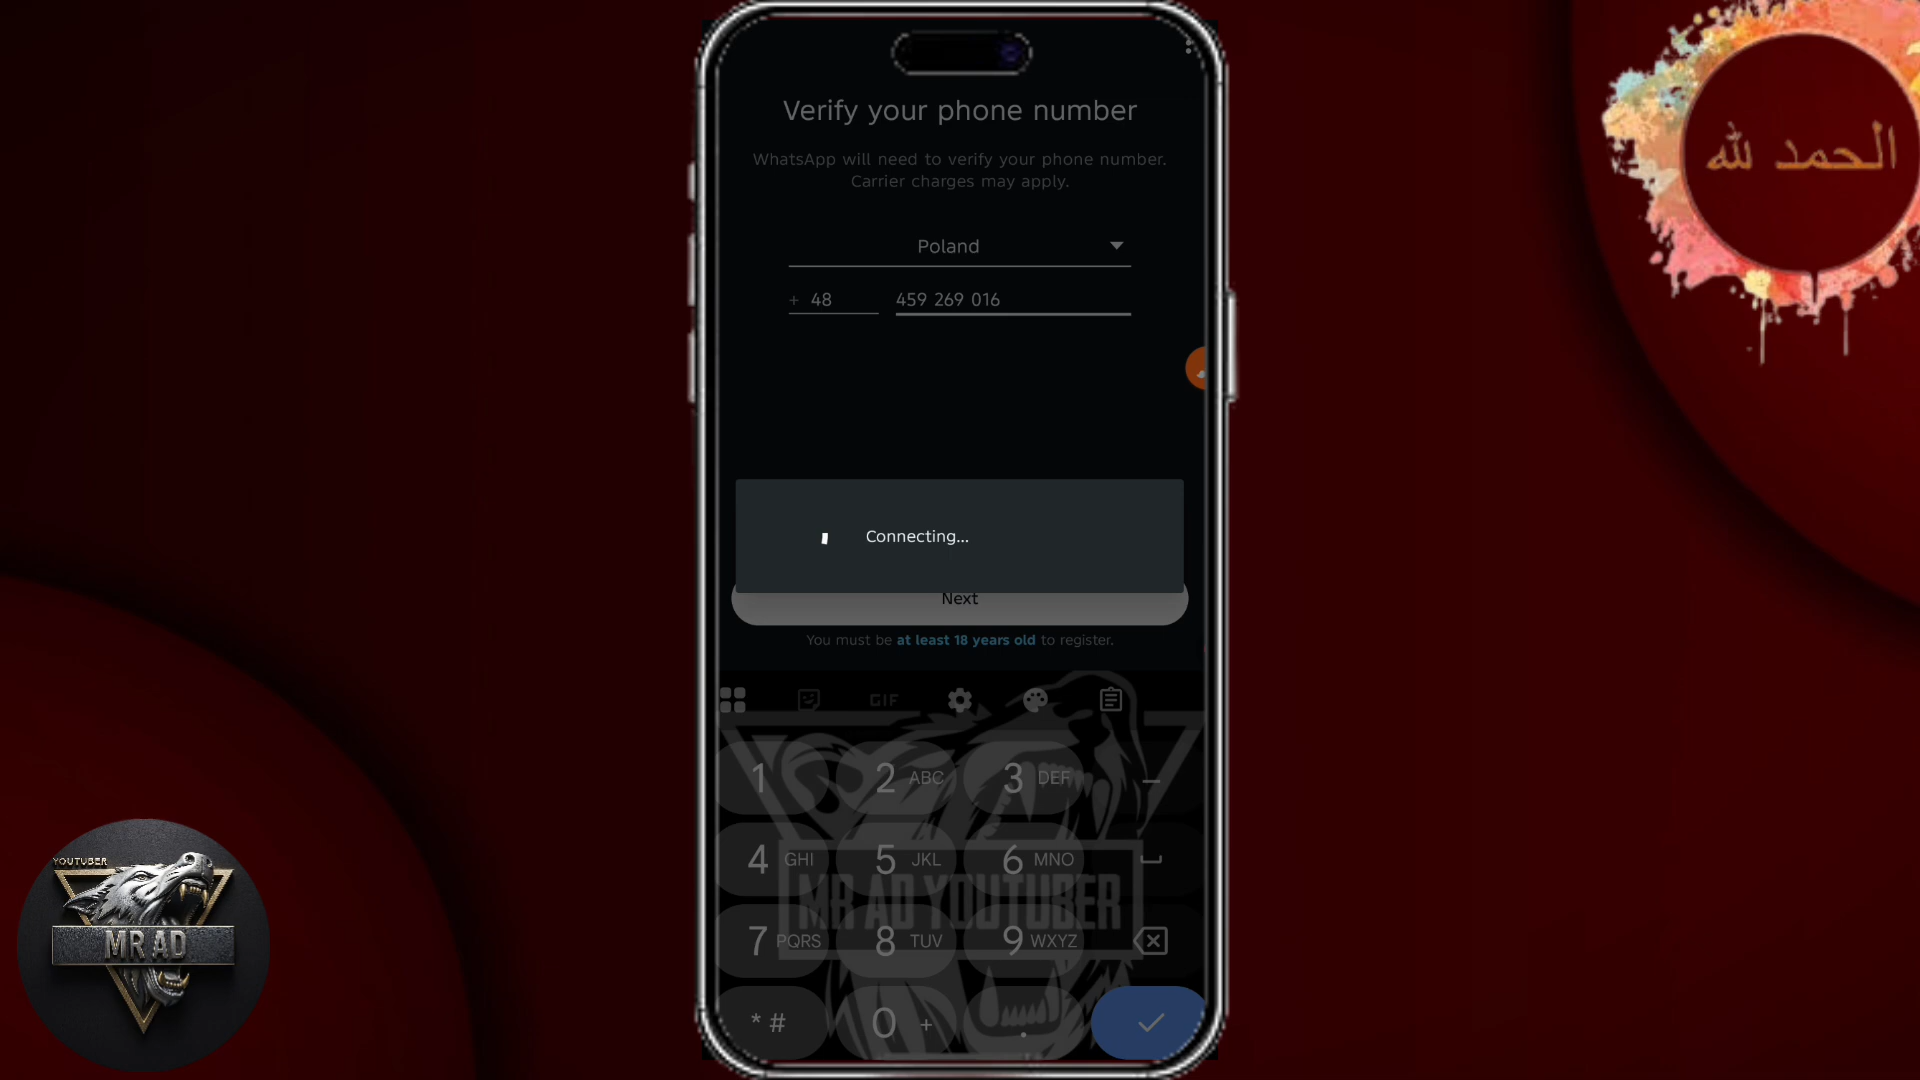 Verify your phone number
WhatsApp will need to verify your phone number.
Carrier charges may apply.
Poland
+ 48 459 269 016
Connecting...
Next
You must be at least 18 years old to register.
GIF
1 2 ABC 3 DEF –
4 GHI 5 JKL 6 MNO
MR AD YOUTUBER
7 PQRS 8 TUV 9 WXYZ
* # 0 + .
الحمد لله
YOUTUBER
MR AD